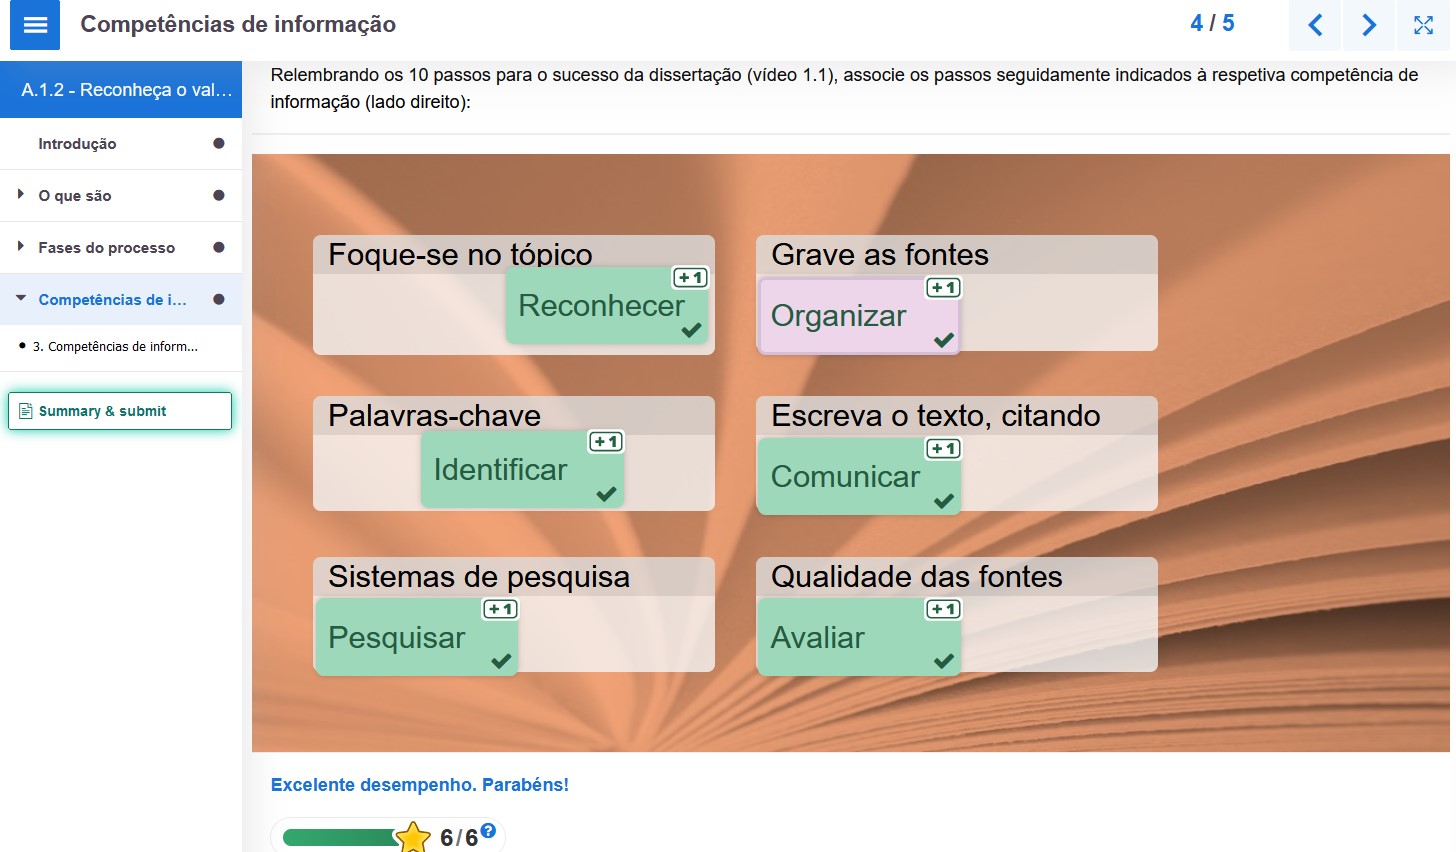 Competências de informação
4 / 5
A.1.2 - Reconheça o val...
Introdução
O que são
Fases do processo
Competências de i...
3. Competências de inform...
Summary & submit
Relembrando os 10 passos para o sucesso da dissertação (vídeo 1.1), associe os passos seguidamente indicados à respetiva competência de
informação (lado direito):
Foque-se no tópico
+1
Reconhecer
Grave as fontes
+1
Organizar
Palavras-chave
+1
Identificar
Escreva o texto, citando
+1
Comunicar
Sistemas de pesquisa
+1
Pesquisar
Qualidade das fontes
+1
Avaliar
Excelente desempenho. Parabéns!
6/6
?